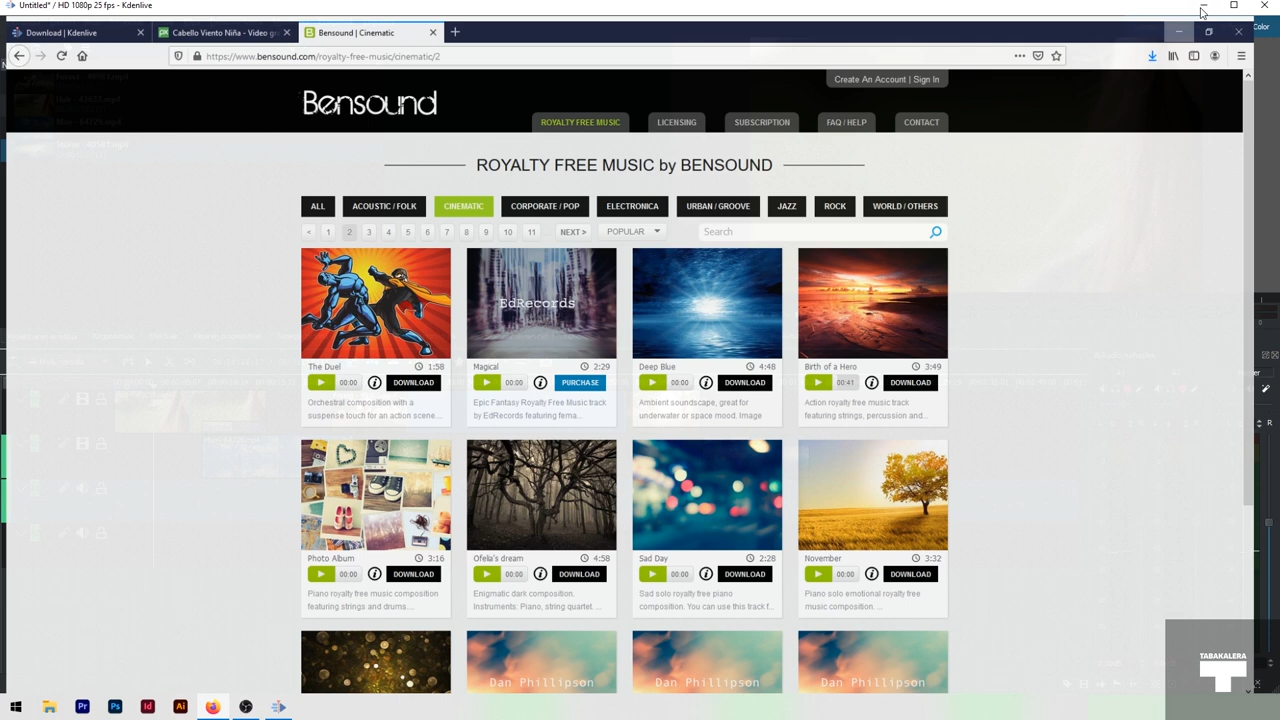 Untitled* / HD 1080p 25 fps - Kdenlive
Download | Kdenlive
Cabello Viento Niña - Video gr
Bensound | Cinematic
Color
https://www.bensound.com/royalty-free-music/cinematic/2
Create An Account | Sign In
Bensound
ROYALTY FREE MUSIC
LICENSING
SUBSCRIPTION
FAQ / HELP
CONTACT
ROYALTY FREE MUSIC by BENSOUND
ALL
ACOUSTIC / FOLK
CINEMATIC
CORPORATE / POP
ELECTRONICA
URBAN / GROOVE
JAZZ
ROCK
WORLD / OTHERS
< 1 2 3 4 5 6 7 8 9 10 11 ... NEXT >
POPULAR
Search
EdRecords
The Duel 1:58
00:00 DOWNLOAD
Orchestral composition with a
suspense touch for an action scene...
Magical 2:29
00:00 PURCHASE
Epic Fantasy Royalty Free Music track
by EdRecords featuring fema...
Deep Blue 4:48
00:00 DOWNLOAD
Ambient soundscape, great for
underwater or space mood. Image
Birth of a Hero 3:49
00:41 DOWNLOAD
Action royalty free music track
featuring strings, percussion and...
Photo Album 3:16
00:00 DOWNLOAD
Piano royalty free music composition
featuring strings and drums....
Ofelia's dream 4:58
00:00 DOWNLOAD
Enigmatic dark composition.
Instruments: Piano, string quartet. ...
Sad Day 2:28
00:00 DOWNLOAD
Sad solo royalty free piano
composition. You can use this track f...
November 3:32
00:00 DOWNLOAD
Piano solo emotional royalty free
music composition. ...
Dan Phillipson
Dan Phillipson
Dan Phillipson
TABAKALERA
Pr
Ps
Id
Ai